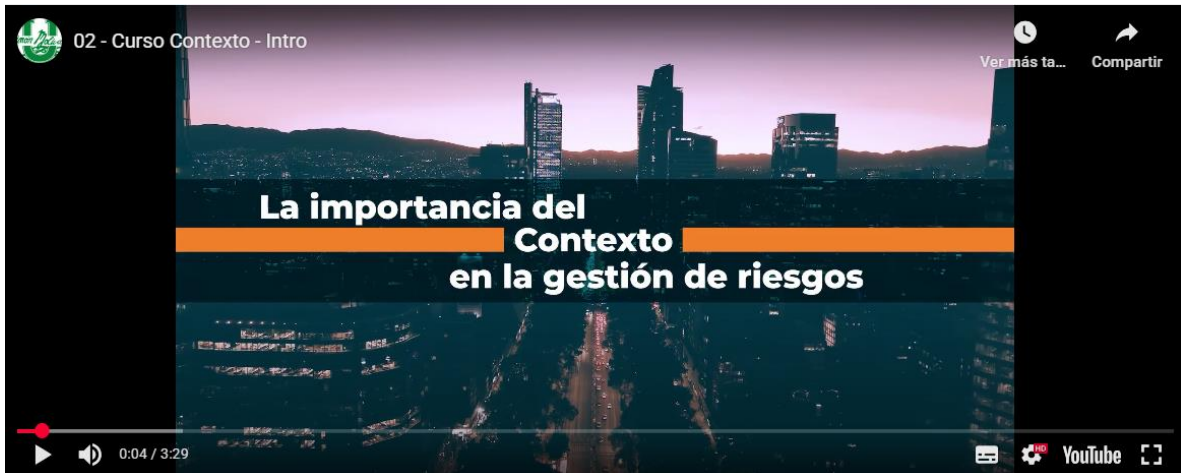 02 - Curso Contexto - Intro
Ver más ta...
Compartir
La importancia del
Contexto
en la gestión de riesgos
0:04 / 3:29
HD
YouTube